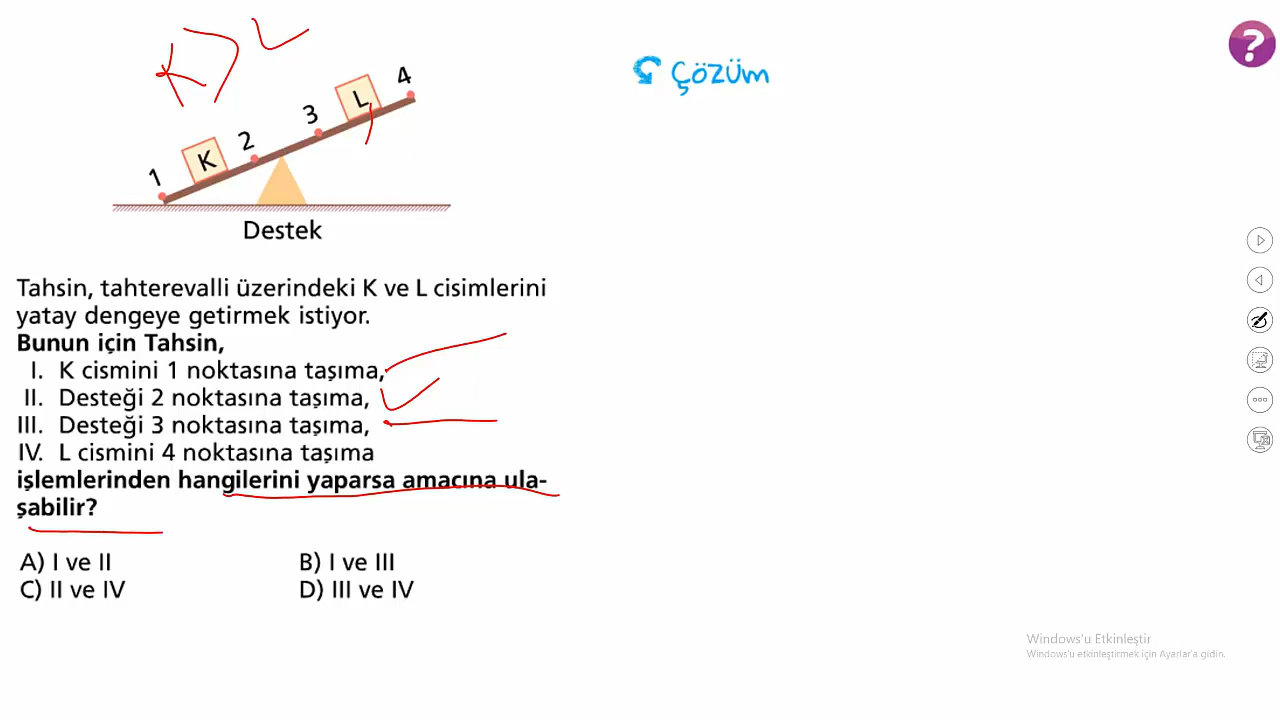 K > L
Çözüm
4
L
3
2
K
1
Destek
Tahsin, tahterevalli üzerindeki K ve L cisimlerini
yatay dengeye getirmek istiyor.
Bunun için Tahsin,
I. K cismini 1 noktasına taşıma,
II. Desteği 2 noktasına taşıma,
III. Desteği 3 noktasına taşıma,
IV. L cismini 4 noktasına taşıma
işlemlerinden hangilerini yaparsa amacına ula-
şabilir?
A) I ve II
B) I ve III
C) II ve IV
D) III ve IV
Windows'u Etkinleştir
Windows'u etkinleştirmek için Ayarlar'a gidin.